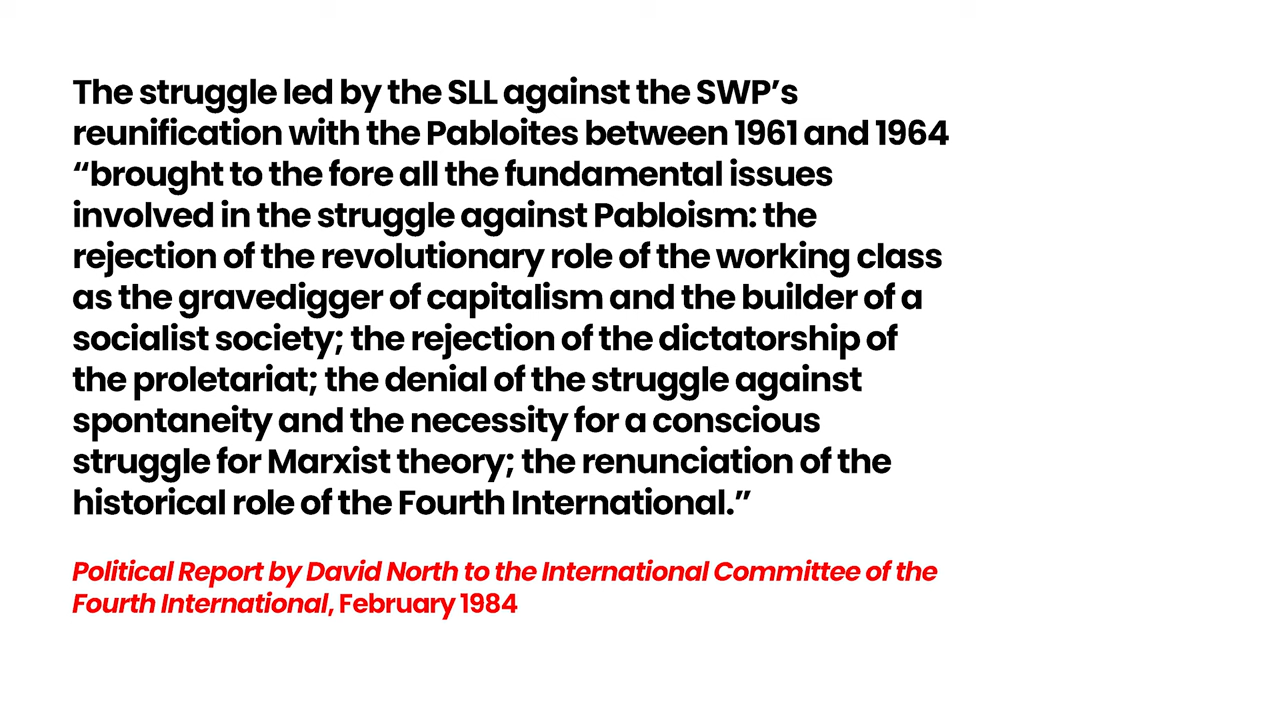 The struggle led by the SLL against the SWP’s
reunification with the Pabloites between 1961 and 1964
“brought to the fore all the fundamental issues
involved in the struggle against Pabloism: the
rejection of the revolutionary role of the working class
as the gravedigger of capitalism and the builder of a
socialist society; the rejection of the dictatorship of
the proletariat; the denial of the struggle against
spontaneity and the necessity for a conscious
struggle for Marxist theory; the renunciation of the
historical role of the Fourth International.”
Political Report by David North to the International Committee of the
Fourth International, February 1984